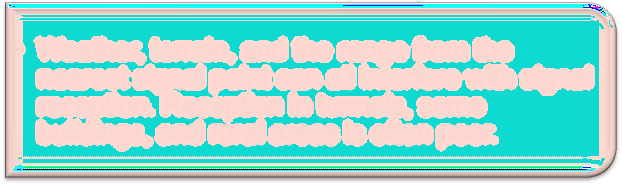 Weather, terrain, and the range from the
nearest signal point can all interfere with signal
reception. Reception in tunnels, some
buildings, and rural areas is often poor.